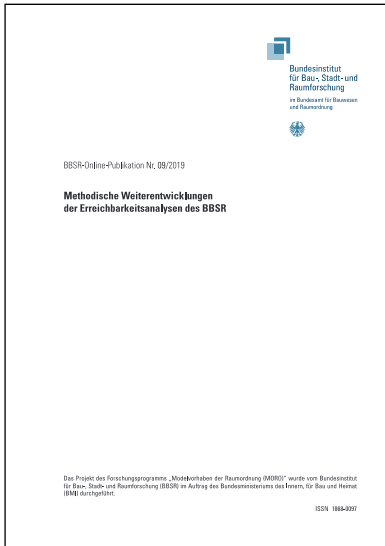 Bundesinstitut
für Bau-, Stadt- und
Raumforschung
im Bundesamt für Bauwesen
und Raumordnung
BBSR-Online-Publikation Nr. 09/2019
Methodische Weiterentwicklungen
der Erreichbarkeitsanalysen des BBSR
Das Projekt des Forschungsprogramms „Modellvorhaben der Raumordnung (MORO)“ wurde vom Bundesinstitut
für Bau-, Stadt- und Raumforschung (BBSR) im Auftrag des Bundesministeriums des Innern, für Bau und Heimat
(BMI) durchgeführt.
ISSN 1868-0097